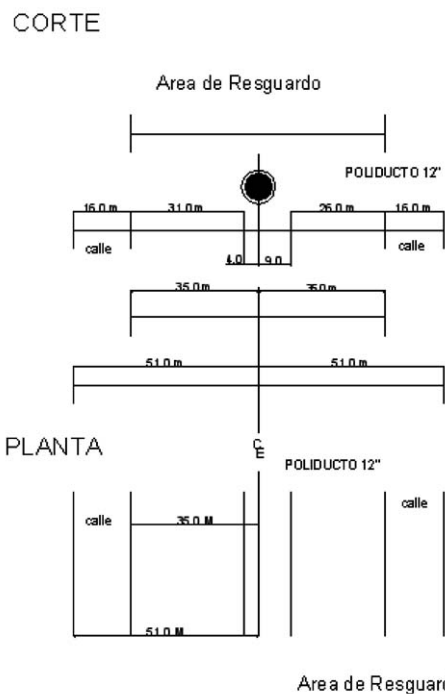 CORTE
Area de Resguardo
POLIDUCTO 12"
16.0 m 31.0 m 26.0 m 16.0 m
calle calle
4.0 9.0
35.0 m 35.0 m
51.0 m 51.0 m
PLANTA
POLIDUCTO 12"
calle calle
35.0 M
51.0 M
Area de Resguar